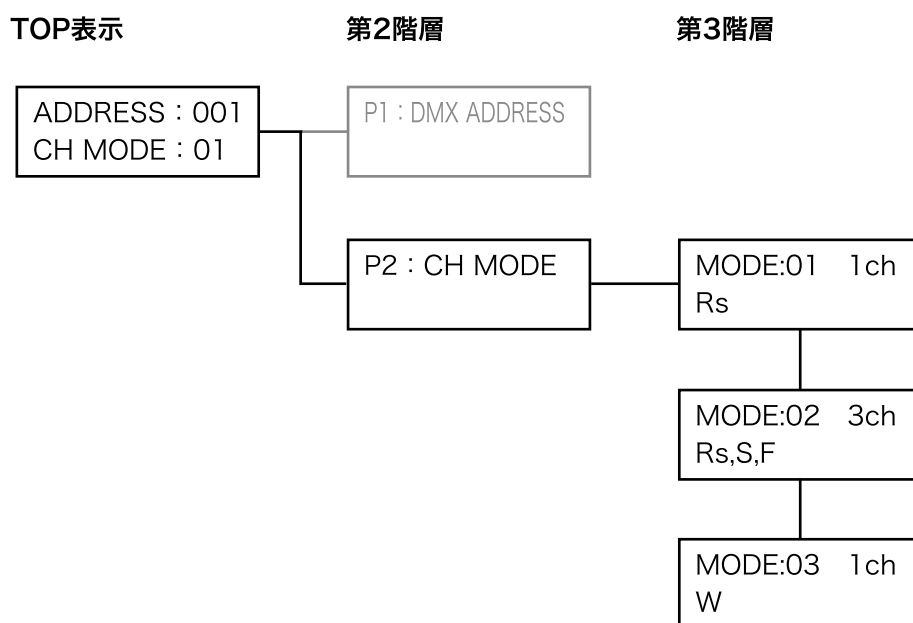 TOP表示
第2階層
第3階層
ADDRESS：001
CH MODE：01
P1：DMX ADDRESS
P2：CH MODE
MODE:01 1ch
Rs
MODE:02 3ch
Rs,S,F
MODE:03 1ch
W